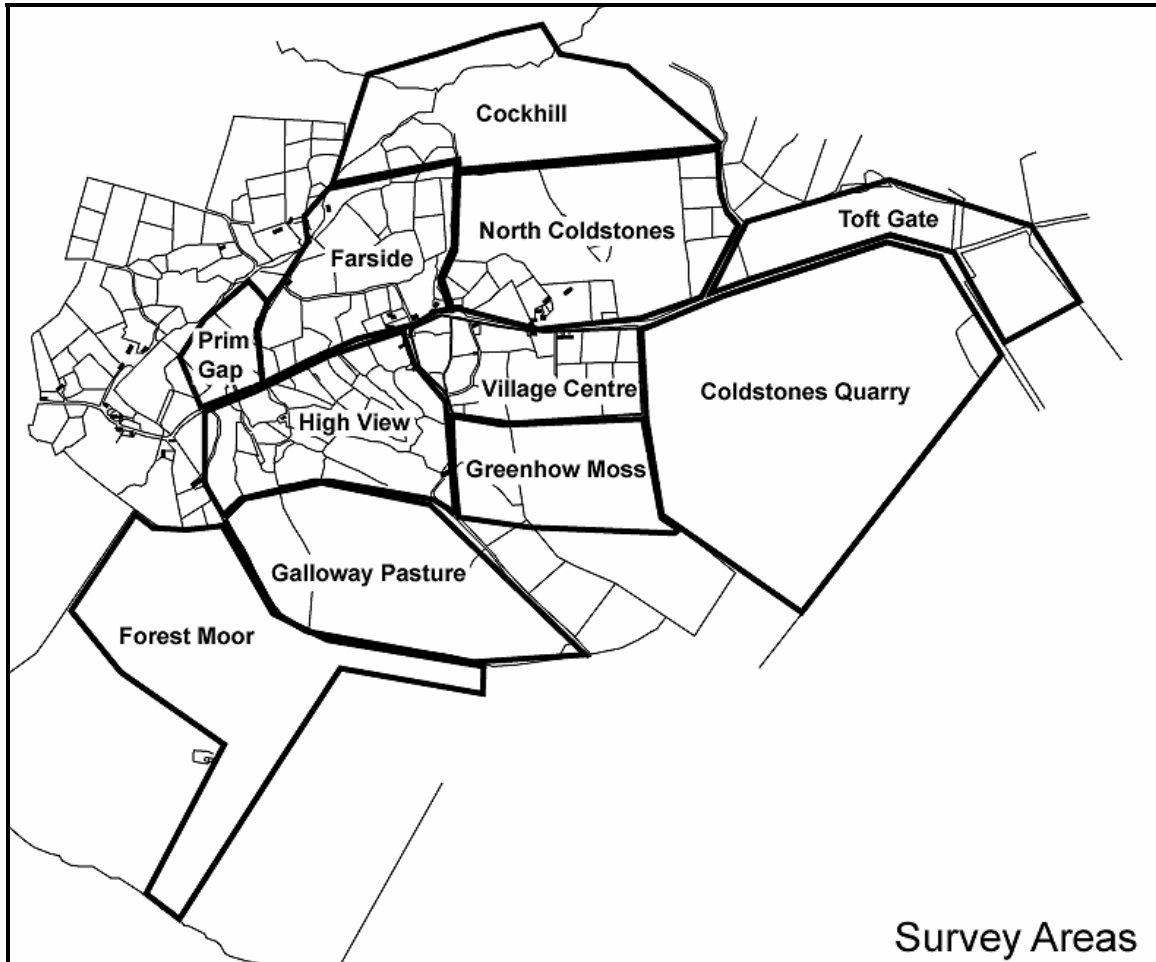 Cockhill
Toft Gate
North Coldstones
Farside
Prim
Gap
Village Centre
Coldstones Quarry
High View
Greenhow Moss
Galloway Pasture
Forest Moor
Survey Areas